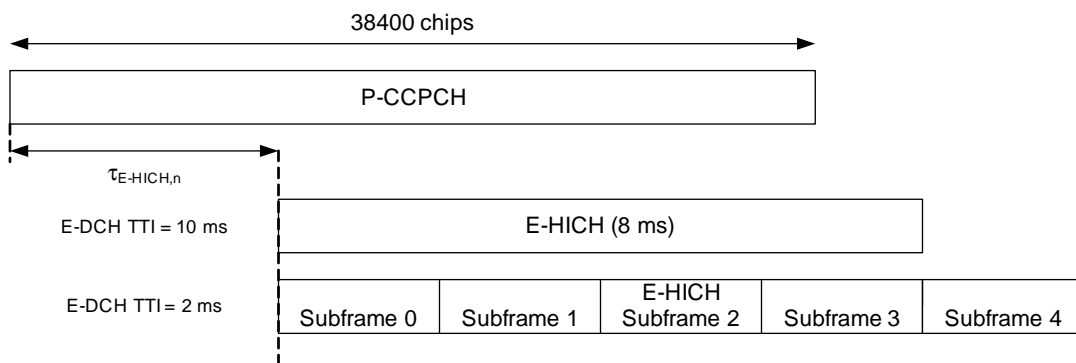 38400 chips
P-CCPCH
τE-HICH,n
E-DCH TTI = 10 ms
E-HICH (8 ms)
E-DCH TTI = 2 ms
E-HICH
Subframe 0 Subframe 1 Subframe 2 Subframe 3 Subframe 4